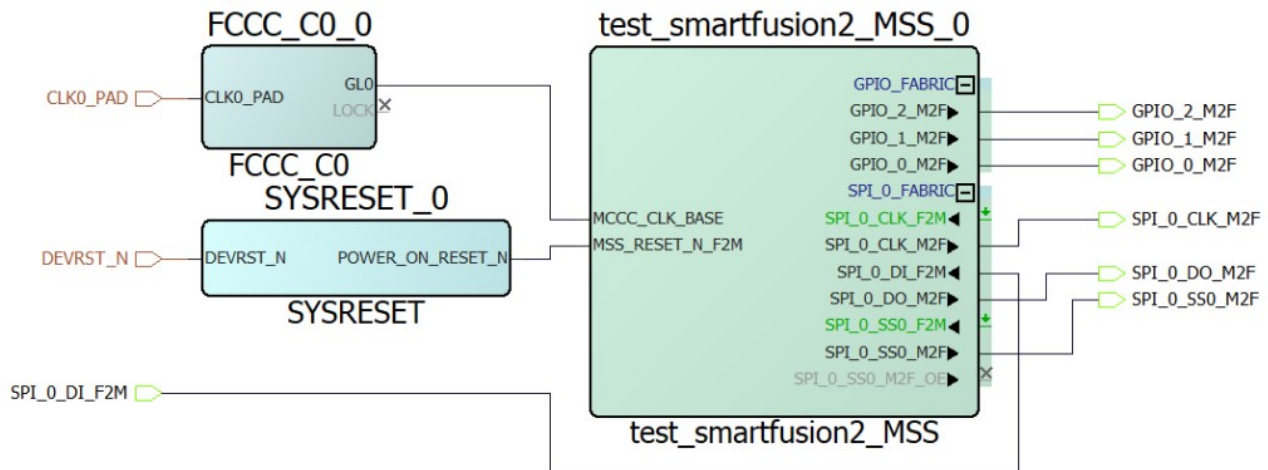 FCCC_C0_0
CLK0_PAD
CLK0_PAD
GL0
LOCK
FCCC_C0
SYSRESET_0
DEVRST_N
DEVRST_N
POWER_ON_RESET_N
SYSRESET
SPI_0_DI_F2M
test_smartfusion2_MSS_0
MCCC_CLK_BASE
MSS_RESET_N_F2M
GPIO_FABRIC
GPIO_2_M2F
GPIO_1_M2F
GPIO_0_M2F
SPI_0_FABRIC
SPI_0_CLK_F2M
SPI_0_CLK_M2F
SPI_0_DI_F2M
SPI_0_DO_M2F
SPI_0_SS0_F2M
SPI_0_SS0_M2F
SPI_0_SS0_M2F_OE
test_smartfusion2_MSS
GPIO_2_M2F
GPIO_1_M2F
GPIO_0_M2F
SPI_0_CLK_M2F
SPI_0_DO_M2F
SPI_0_SS0_M2F